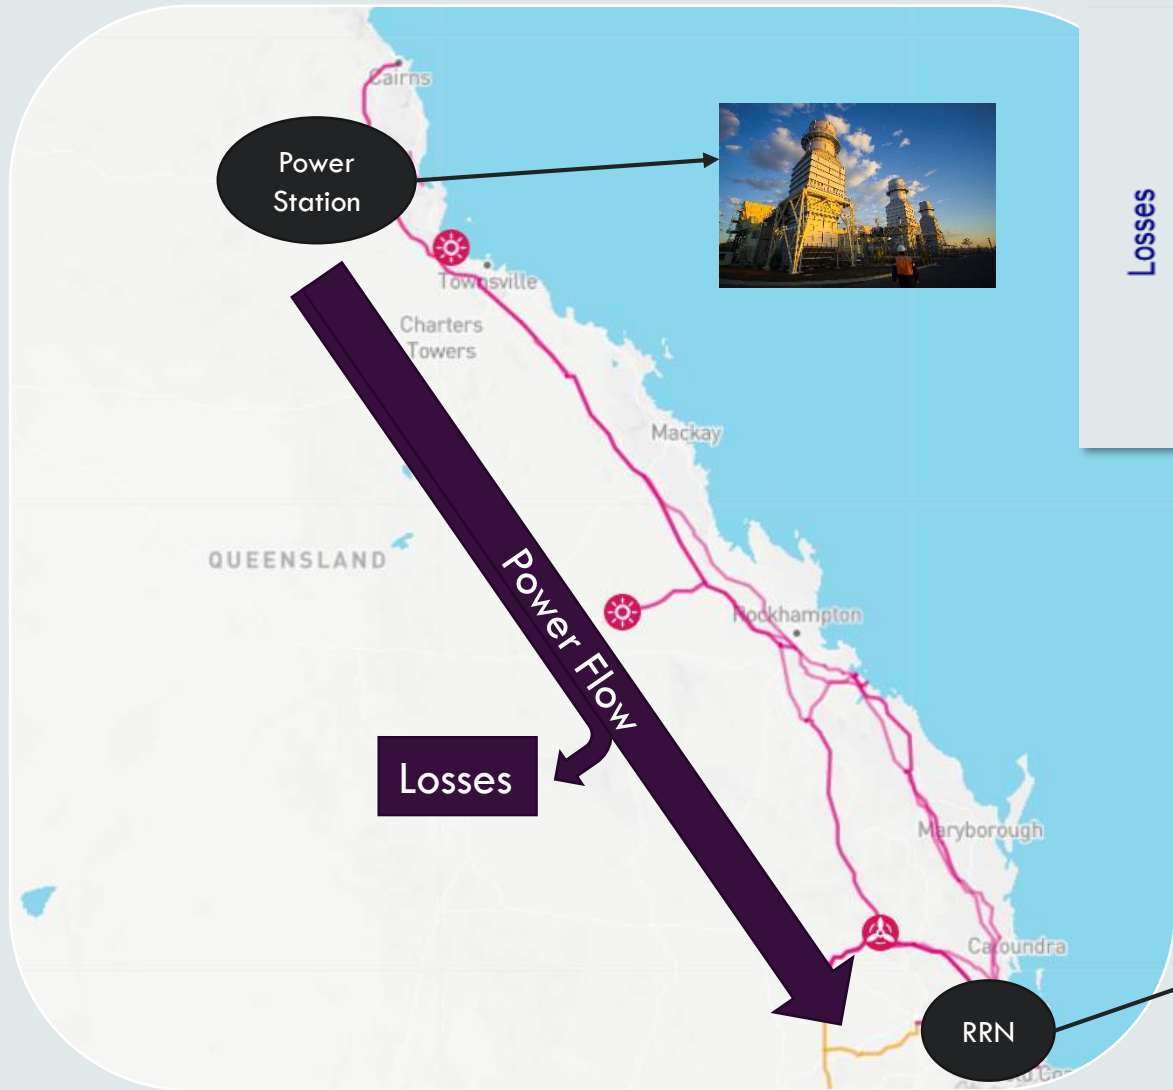 Cairns
Power
Station
Losses
Townsville
Charters
Towers
Mackay
QUEENSLAND
Power Flow
Rockhampton
Losses
Maryborough
Caloundra
RRN